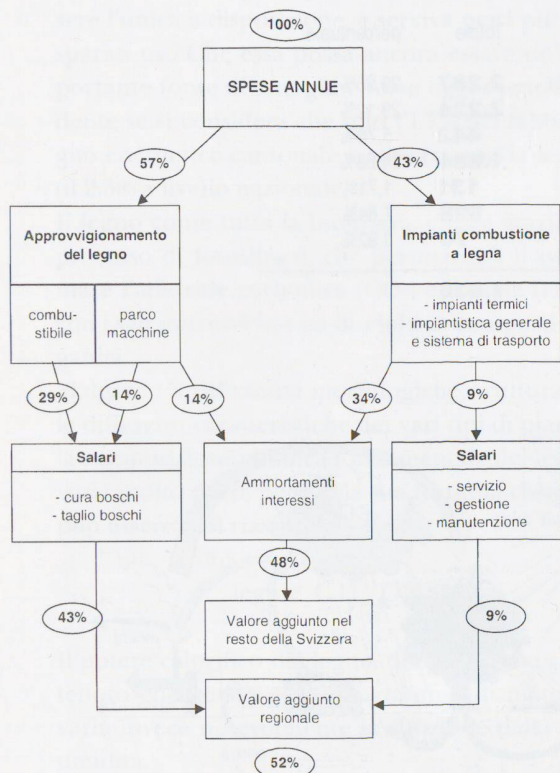 100%
SPESE ANNUE
57%
43%
Approvvigionamento
del legno
combu-
stibile
parco
macchine
Impianti combustione
a legna
- impianti termici
- impiantistica generale
e sistema di trasporto
29%
14%
14%
34%
9%
Salari
- cura boschi
- taglio boschi
Ammortamenti
interessi
Salari
- servizio
- gestione
- manutenzione
48%
43%
9%
Valore aggiunto nel
resto della Svizzera
Valore aggiunto
regionale
52%